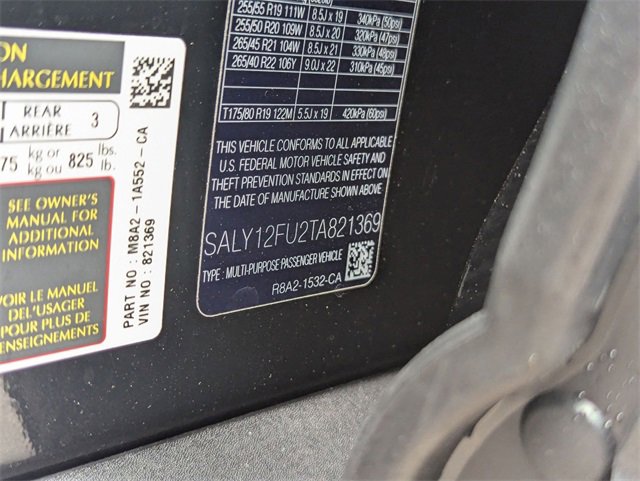 ON
CHARGEMENT
REAR
ARRIÈRE 3
75 kg or 825 lbs.
kg ou lb.
SEE OWNER'S
MANUAL FOR
ADDITIONAL
INFORMATION
VOIR LE MANUEL
DEL'USAGER
POUR PLUS DE
RENSEIGNEMENTS
PART NO : M8A2 - 1A552 - CA
VIN NO : 821369
255/55 R19 111W 8.5J x 19 340kPa (50psi)
255/50 R20 109W 8.5J x 20 320kPa (47psi)
265/45 R21 104W 8.5J x 21 330kPa (48psi)
265/40 R22 106Y 9.0J x 22 310kPa (45psi)
T175/80 R19 122M 5.5J x 19 420kPa (60psi)
THIS VEHICLE CONFORMS TO ALL APPLICABLE
U.S. FEDERAL MOTOR VEHICLE SAFETY AND
THEFT PREVENTION STANDARDS IN EFFECT ON
THE DATE OF MANUFACTURE SHOWN ABOVE
SALY12FU2TA821369
TYPE : MULTI-PURPOSE PASSENGER VEHICLE
R8A2-1532-CA